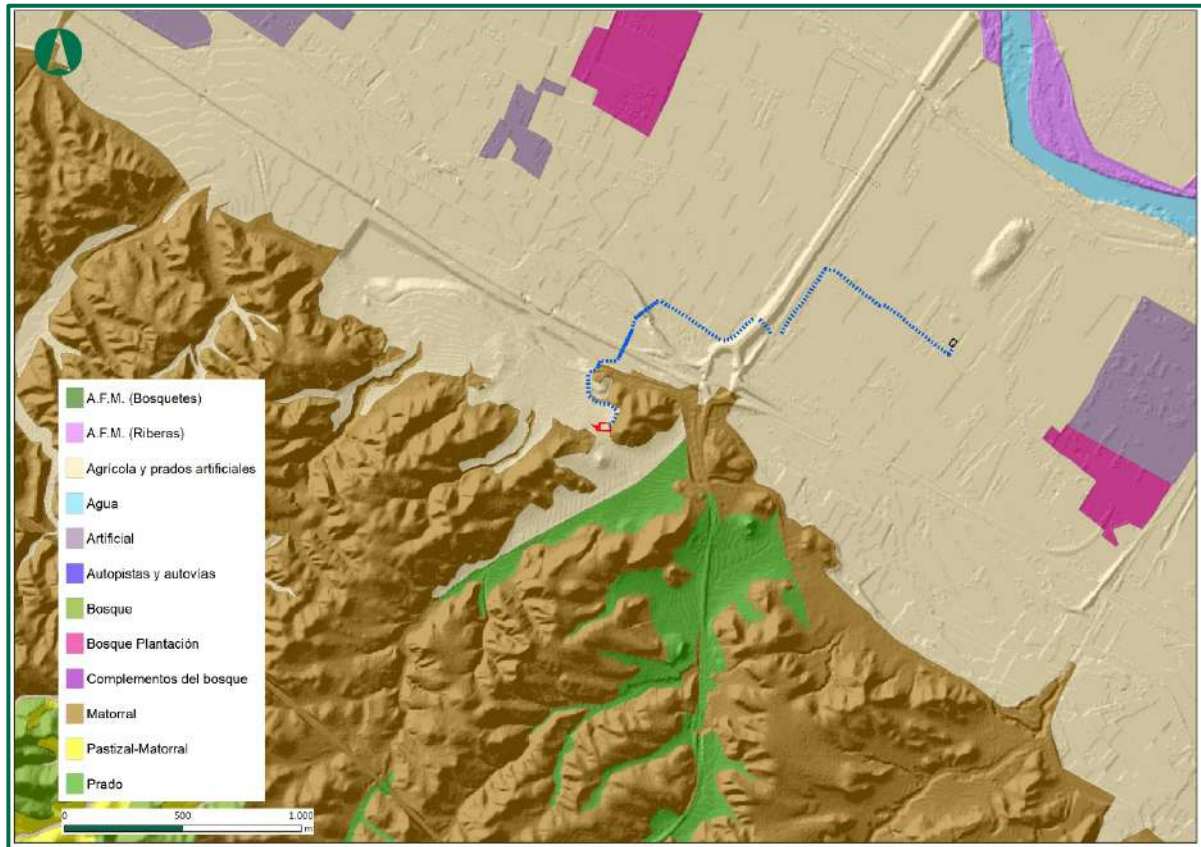 A.F.M. (Bosquetes)
A.F.M. (Riberas)
Agrícola y prados artificiales
Agua
Artificial
Autopistas y autovías
Bosque
Bosque Plantación
Complementos del bosque
Matorral
Pastizal-Matorral
Prado
0 500 1.000
m